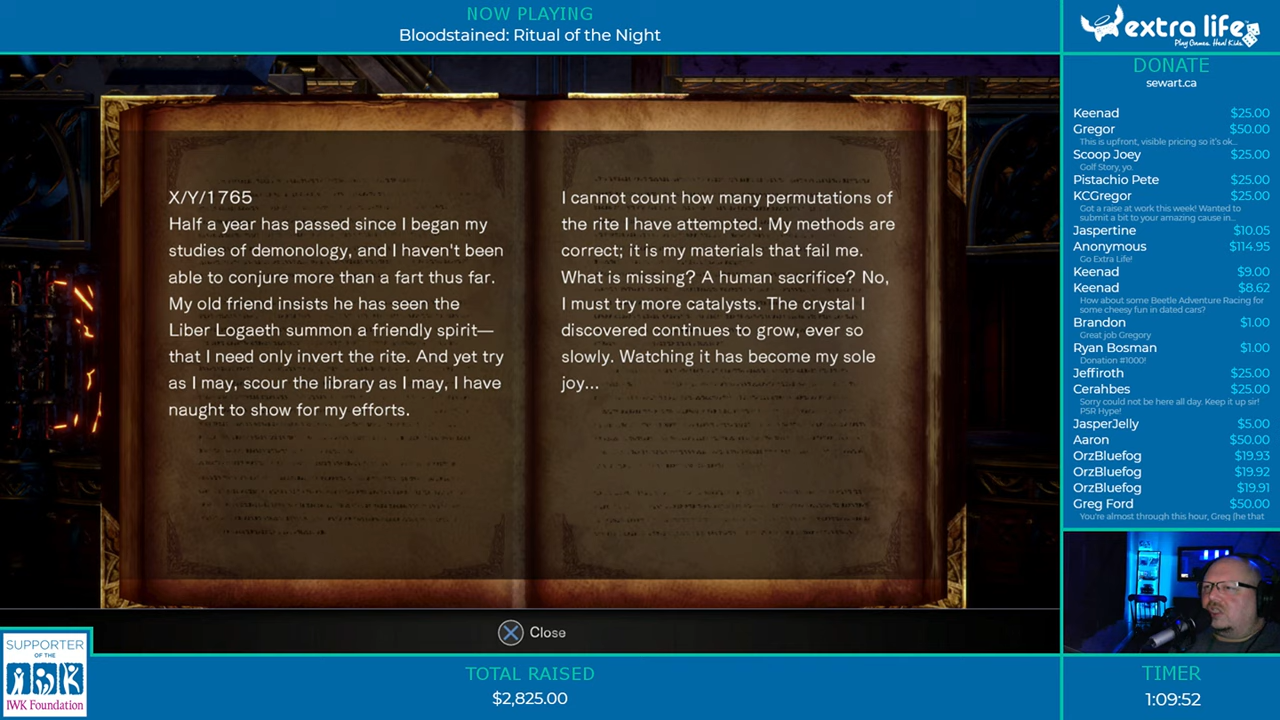 NOW PLAYING
Bloodstained: Ritual of the Night
extra life
Play Games. Heal Kids.
DONATE
sewart.ca
X/Y/1765
Half a year has passed since I began my
studies of demonology, and I haven't been
able to conjure more than a fart thus far.
My old friend insists he has seen the
Liber Logaeth summon a friendly spirit—
that I need only invert the rite. And yet try
as I may, scour the library as I may, I have
naught to show for my efforts.
I cannot count how many permutations of
the rite I have attempted. My methods are
correct; it is my materials that fail me.
What is missing? A human sacrifice? No,
I must try more catalysts. The crystal I
discovered continues to grow, ever so
slowly. Watching it has become my sole
joy...
Close
Keenad $25.00
Gregor $50.00
This is upfront, visible pricing so it's ok...
Scoop Joey $25.00
Golf Story, yo.
Pistachio Pete $25.00
KCGregor $25.00
Got a raise at work this week! Wanted to
submit a bit to your amazing cause in...
Jaspertine $10.05
Anonymous $114.95
Go Extra Life!
Keenad $9.00
Keenad $8.62
How about some Beetle Adventure Racing for
some cheesy fun in dated cars?
Brandon $1.00
Great job Gregory
Ryan Bosman $1.00
Donation #1000!
Jeffiroth $25.00
Cerahbes $25.00
Sorry could not be here all day. Keep it up sir!
P5R Hype!
JasperJelly $5.00
Aaron $50.00
OrzBluefog $19.93
OrzBluefog $19.92
OrzBluefog $19.91
Greg Ford $50.00
You're almost through this hour, Greg (he that
SUPPORTER
OF THE
IWK
IWK Foundation
TOTAL RAISED
$2,825.00
TIMER
1:09:52